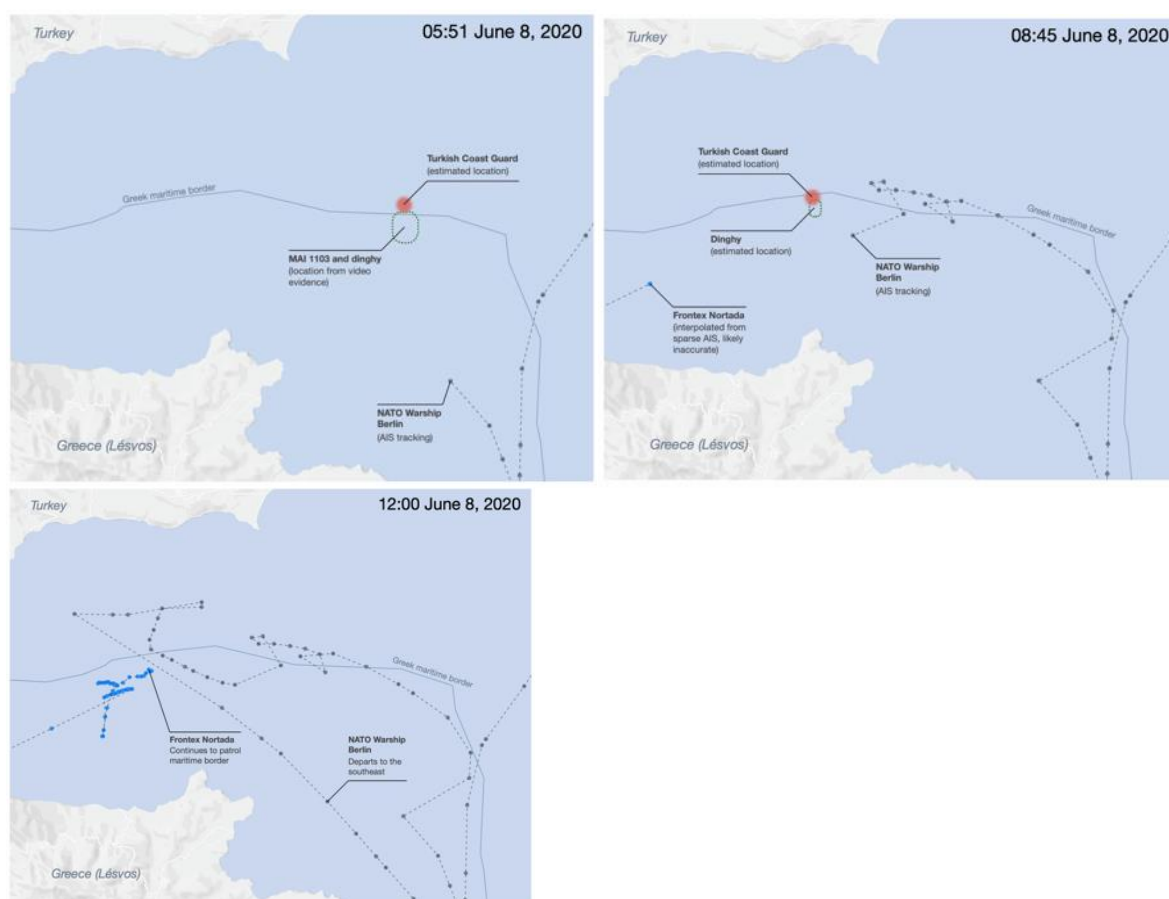 Turkey
05:51 June 8, 2020
Turkish Coast Guard
(estimated location)
Greek maritime border
MAI 1103 and dinghy
(location from video
evidence)
NATO Warship
Berlin
(AIS tracking)
Greece (Lésvos)
Turkey
08:45 June 8, 2020
Turkish Coast Guard
(estimated location)
Greek maritime border
Dinghy
(estimated location)
NATO Warship
Berlin
(AIS tracking)
Frontex Nortada
(interpolated from
sparse AIS, likely
inaccurate)
Greece (Lésvos)
Turkey
12:00 June 8, 2020
Greek maritime border
Frontex Nortada
Continues to patrol
maritime border
NATO Warship
Berlin
Departs to the
southeast
Greece (Lésvos)